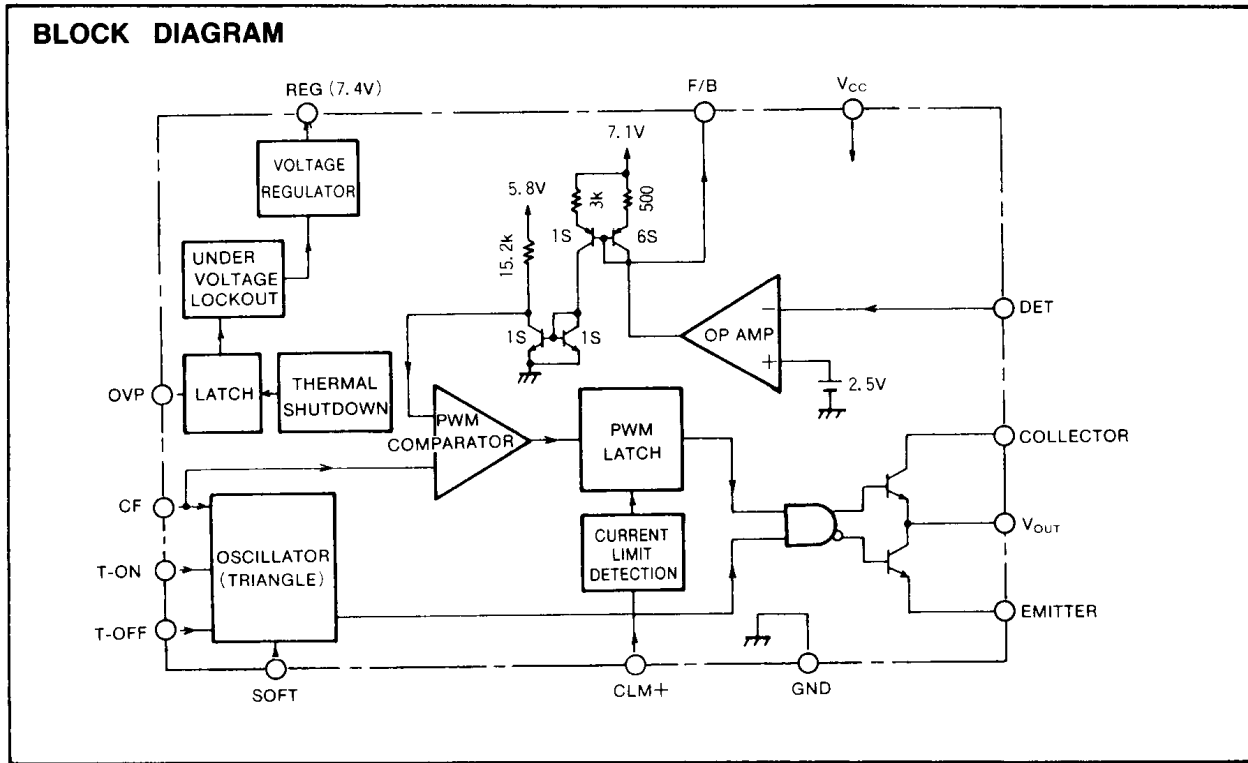 BLOCK DIAGRAM
REG (7.4V)
F/B
VCC
7.1V
VOLTAGE
REGULATOR
5.8V
3k
500
1S
6S
15.2k
UNDER
VOLTAGE
LOCKOUT
DET
1S
1S
OP AMP
−
+
2.5V
OVP
LATCH
THERMAL
SHUTDOWN
PWM
COMPARATOR
PWM
LATCH
COLLECTOR
CF
OSCILLATOR
(TRIANGLE)
CURRENT
LIMIT
DETECTION
VOUT
T-ON
T-OFF
EMITTER
SOFT
CLM+
GND